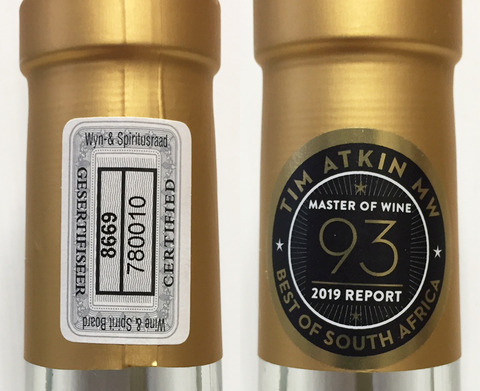 Wyn-& Spiritusraad
GESERTIFISEER
8669
780010
CERTIFIED
Wine & Spirit Board
TIM ATKIN MW
MASTER OF WINE
93
2019 REPORT
BEST OF SOUTH AFRICA